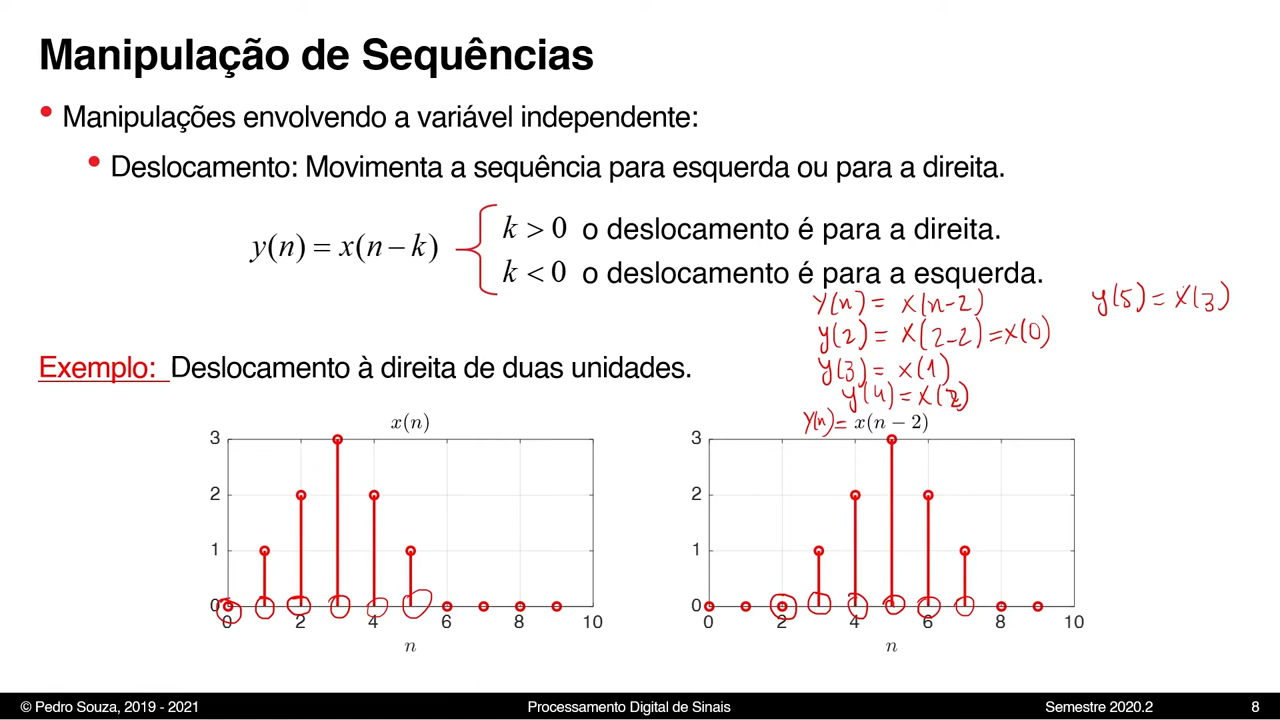 Manipulação de Sequências
• Manipulações envolvendo a variável independente:
• Deslocamento: Movimenta a sequência para esquerda ou para a direita.
y(n) = x(n − k)
k > 0 o deslocamento é para a direita.
k < 0 o deslocamento é para a esquerda.
y(n) = x(n-2)
y(5) = x(3)
y(2) = x(2-2) = x(0)
y(3) = x(1)
y(4) = x(2)
Exemplo: Deslocamento à direita de duas unidades.
x(n)
3
2
1
0
0 2 4 6 8 10
n
y(n) = x(n − 2)
3
2
1
0
0 2 4 6 8 10
n
© Pedro Souza, 2019 - 2021
Processamento Digital de Sinais
Semestre 2020.2
8